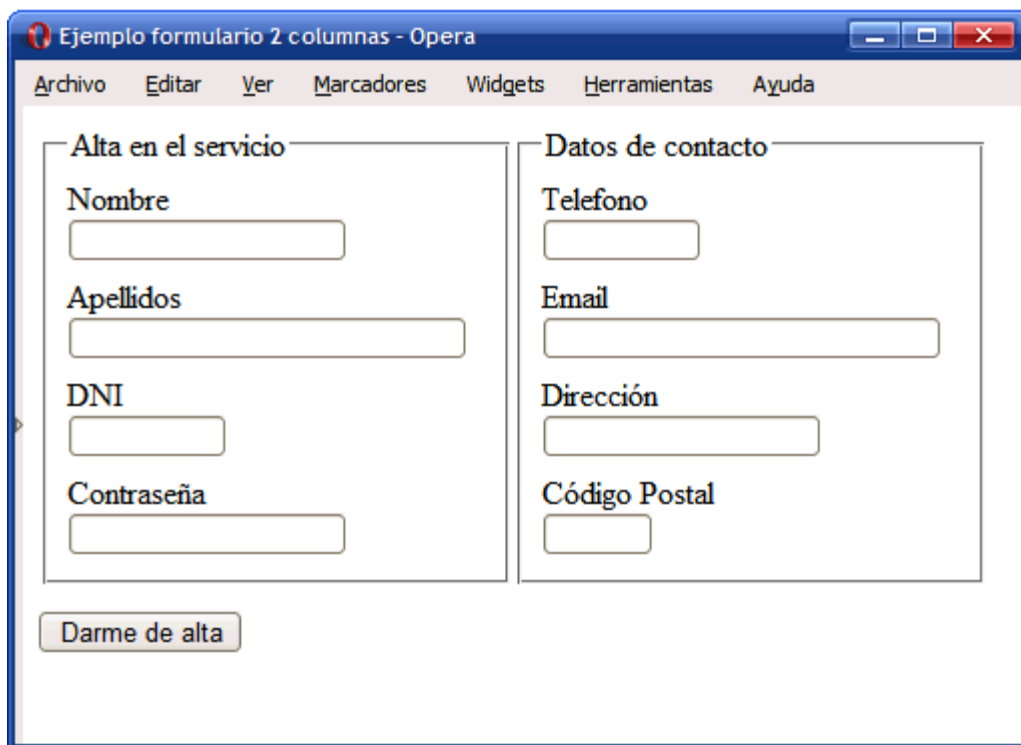 Ejemplo formulario 2 columnas - Opera
Archivo Editar Ver Marcadores Widgets Herramientas Ayuda
Alta en el servicio
Nombre
Apellidos
DNI
Contraseña
Datos de contacto
Telefono
Email
Dirección
Código Postal
Darme de alta